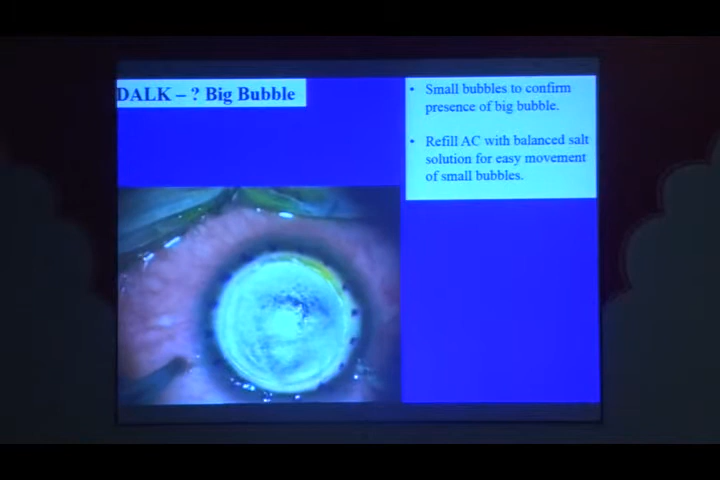 DALK – ? Big Bubble
• Small bubbles to confirm
presence of big bubble.
• Refill AC with balanced salt
solution for easy movement
of small bubbles.